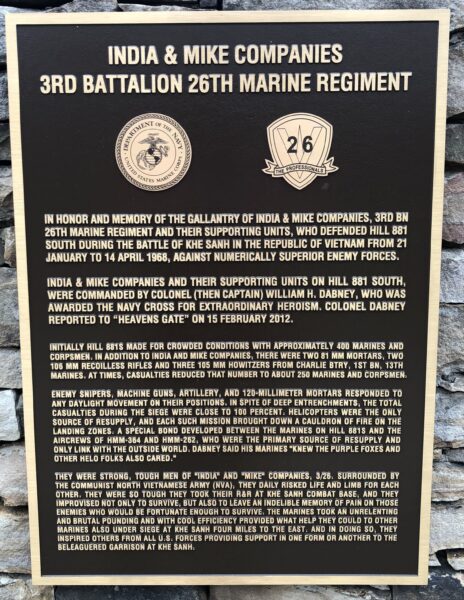 INDIA & MIKE COMPANIES
3RD BATTALION 26TH MARINE REGIMENT
DEPARTMENT OF THE NAVY
UNITED STATES MARINE CORPS
26
THE PROFESSIONALS
IN HONOR AND MEMORY OF THE GALLANTRY OF INDIA & MIKE COMPANIES, 3RD BN
26TH MARINE REGIMENT AND THEIR SUPPORTING UNITS, WHO DEFENDED HILL 881
SOUTH DURING THE BATTLE OF KHE SANH IN THE REPUBLIC OF VIETNAM FROM 21
JANUARY TO 14 APRIL 1968, AGAINST NUMERICALLY SUPERIOR ENEMY FORCES.
INDIA & MIKE COMPANIES AND THEIR SUPPORTING UNITS ON HILL 881 SOUTH,
WERE COMMANDED BY COLONEL (THEN CAPTAIN) WILLIAM H. DABNEY, WHO WAS
AWARDED THE NAVY CROSS FOR EXTRAORDINARY HEROISM. COLONEL DABNEY
REPORTED TO "HEAVENS GATE" ON 15 FEBRUARY 2012.
INITIALLY HILL 881S MADE FOR CROWDED CONDITIONS WITH APPROXIMATELY 400 MARINES AND
CORPSMEN. IN ADDITION TO INDIA AND MIKE COMPANIES, THERE WERE TWO 81 MM MORTARS, TWO
106 MM RECOILLESS RIFLES AND THREE 105 MM HOWITZERS FROM CHARLIE BTRY, 1ST BN, 13TH
MARINES. AT TIMES, CASUALTIES REDUCED THAT NUMBER TO ABOUT 250 MARINES AND CORPSMEN.
ENEMY SNIPERS, MACHINE GUNS, ARTILLERY, AND 120-MILLIMETER MORTARS RESPONDED TO
ANY DAYLIGHT MOVEMENT ON THEIR POSITIONS. IN SPITE OF DEEP ENTRENCHMENTS, THE TOTAL
CASUALTIES DURING THE SIEGE WERE CLOSE TO 100 PERCENT. HELICOPTERS WERE THE ONLY
SOURCE OF RESUPPLY, AND EACH SUCH MISSION BROUGHT DOWN A CAULDRON OF FIRE ON THE
LANDING ZONES. A SPECIAL BOND DEVELOPED BETWEEN THE MARINES ON HILL 881S AND THE
AIRCREWS OF HMM-364 AND HMM-262, WHO WERE THE PRIMARY SOURCE OF RESUPPLY AND
ONLY LINK WITH THE OUTSIDE WORLD. DABNEY SAID HIS MARINES "KNEW THE PURPLE FOXES AND
OTHER HELO FOLKS ALSO CARED."
THEY WERE STRONG, TOUGH MEN OF "INDIA" AND "MIKE" COMPANIES, 3/26. SURROUNDED BY
THE COMMUNIST NORTH VIETNAMESE ARMY (NVA), THEY DAILY RISKED LIFE AND LIMB FOR EACH
OTHER. THEY WERE SO TOUGH THEY TOOK THEIR R&R AT KHE SANH COMBAT BASE, AND THEY
IMPROVISED NOT ONLY TO SURVIVE, BUT ALSO TO LEAVE AN INDELIBLE MEMORY OF PAIN ON THOSE
ENEMIES WHO WOULD BE FORTUNATE ENOUGH TO SURVIVE. THE MARINES TOOK AN UNRELENTING
AND BRUTAL POUNDING AND WITH COOL EFFICIENCY PROVIDED WHAT HELP THEY COULD TO OTHER
MARINES ALSO UNDER SIEGE AT KHE SANH FOUR MILES TO THE EAST. AND IN DOING SO, THEY
INSPIRED OTHERS FROM ALL U.S. FORCES PROVIDING SUPPORT IN ONE FORM OR ANOTHER TO THE
BELEAGUERED GARRISON AT KHE SANH.